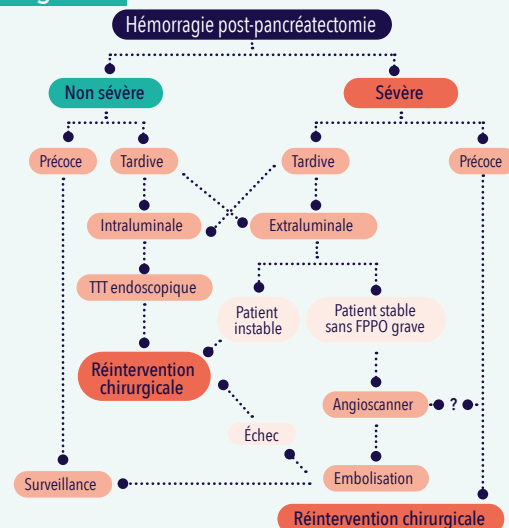 Hémorragie post-pancréatectomie
Non sévère
Sévère
Précoce
Tardive
Tardive
Précoce
Intraluminale
Extraluminale
TTT endoscopique
Patient
instable
Patient stable
sans FPPO grave
Réintervention
chirurgicale
Angioscanner
?
Échec
Surveillance
Embolisation
Réintervention chirurgicale